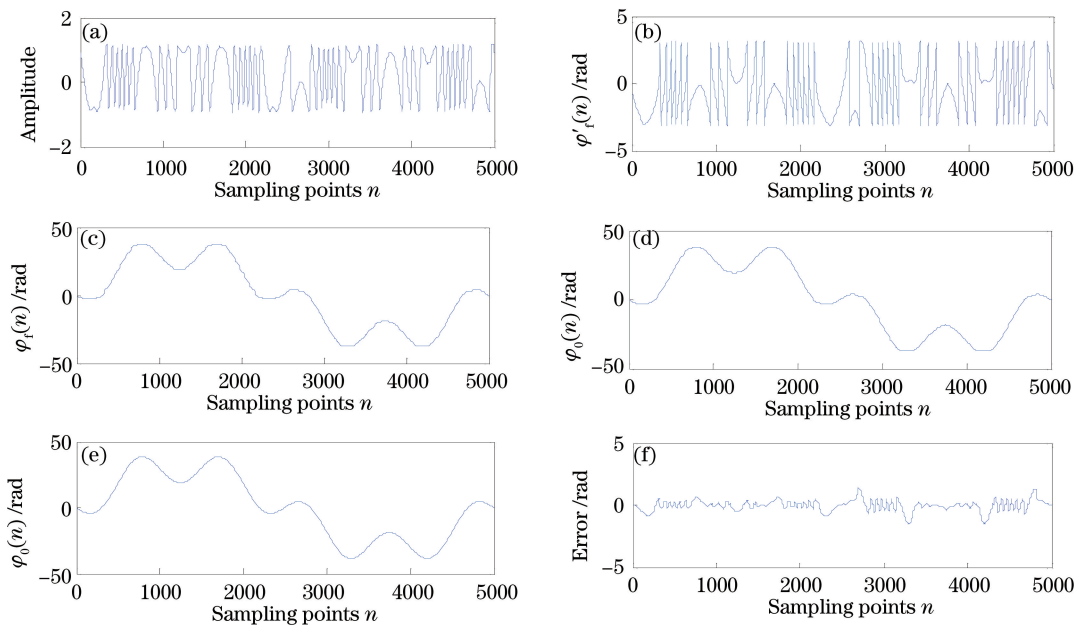 (a)
Amplitude
2
0
−2
0 1000 2000 3000 4000 5000
Sampling points n
(b)
φ′f(n) /rad
5
0
−5
0 1000 2000 3000 4000 5000
Sampling points n
(c)
φf(n) /rad
50
0
−50
0 1000 2000 3000 4000 5000
Sampling points n
(d)
φ0(n) /rad
50
0
−50
0 1000 2000 3000 4000 5000
Sampling points n
(e)
φ0(n) /rad
50
0
−50
0 1000 2000 3000 4000 5000
Sampling points n
(f)
Error /rad
5
0
−5
0 1000 2000 3000 4000 5000
Sampling points n